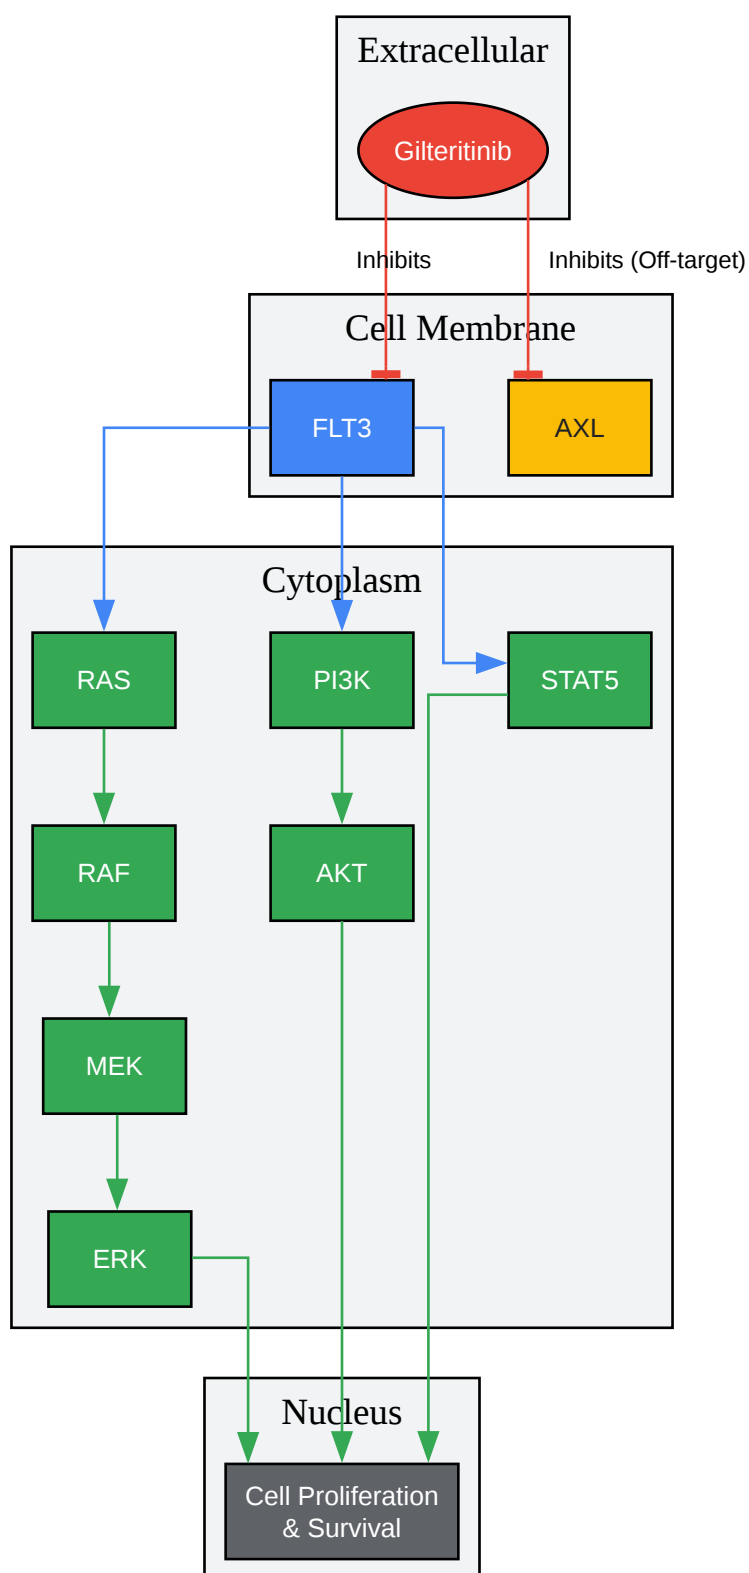 Extracellular
Gilteritinib
Inhibits
Inhibits (Off-target)
Cell Membrane
FLT3
AXL
Cytoplasm
RAS
PI3K
STAT5
RAF
AKT
MEK
ERK
Nucleus
Cell Proliferation
& Survival